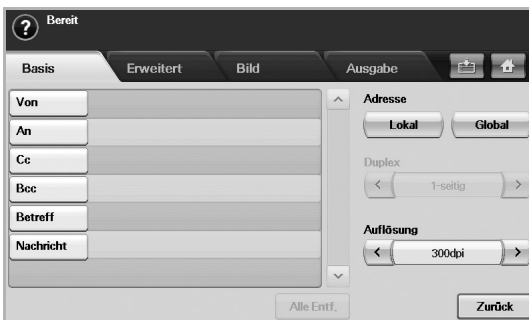 Bereit
Basis Erweitert Bild Ausgabe
Von
An
Cc
Bcc
Betreff
Nachricht
Adresse
Lokal Global
Duplex
1-seitig
Auflösung
300dpi
Alle Entf. Zurück